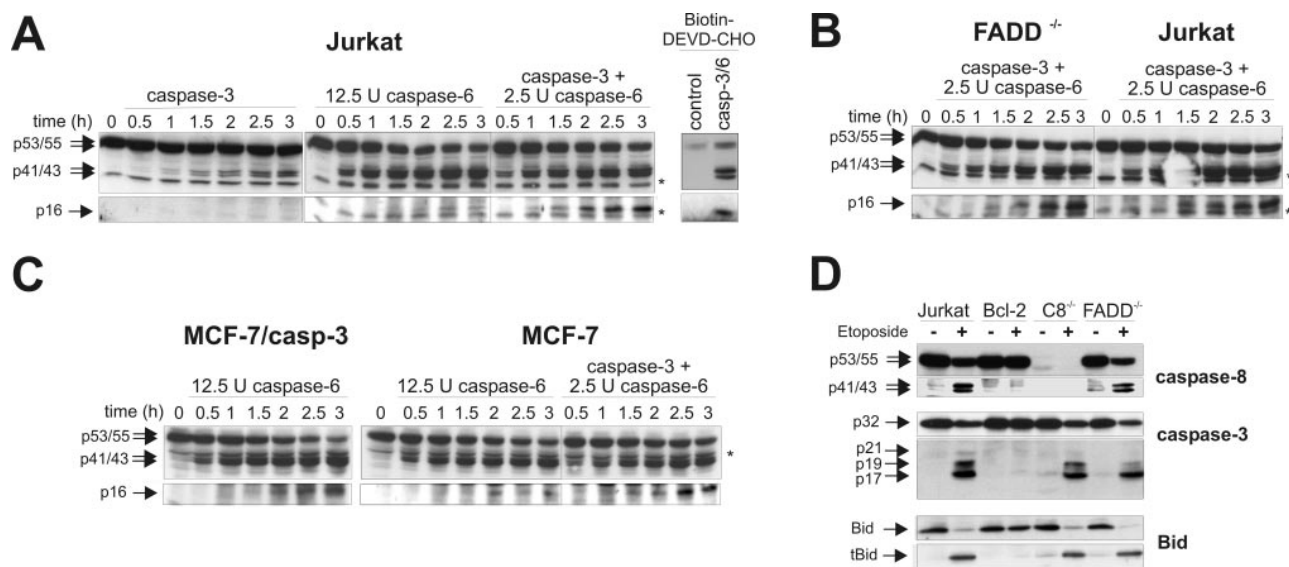 A
Jurkat
Biotin-
DEVD-CHO
caspase-3
12.5 U caspase-6
caspase-3 +
2.5 U caspase-6
control
casp-3/6
time (h) 0 0.5 1 1.5 2 2.5 3 0 0.5 1 1.5 2 2.5 3 0.5 1 1.5 2 2.5 3
p53/55
p41/43
*
p16
*
B
FADD -/-
Jurkat
caspase-3 +
2.5 U caspase-6
caspase-3 +
2.5 U caspase-6
time (h) 0 0.5 1 1.5 2 2.5 3 0 0.5 1 1.5 2 2.5 3
p53/55
p41/43
*
p16
*
C
MCF-7/casp-3
MCF-7
12.5 U caspase-6
12.5 U caspase-6
caspase-3 +
2.5 U caspase-6
time (h) 0 0.5 1 1.5 2 2.5 3 0 0.5 1 1.5 2 2.5 3 0.5 1 1.5 2 2.5 3
p53/55
p41/43
*
p16
D
Jurkat Bcl-2 C8-/- FADD-/-
Etoposide - + - + - + - +
p53/55
p41/43
caspase-8
p32
caspase-3
p21
p19
p17
Bid
Bid
tBid